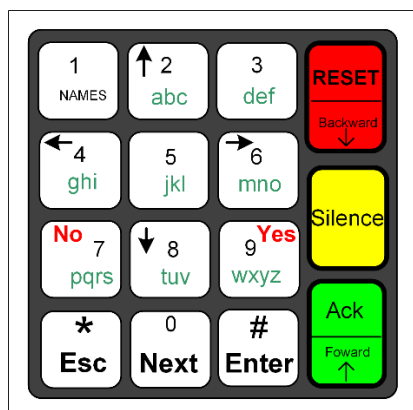 1
NAMES
2
abc
3
def
RESET
Backward
4
ghi
5
jkl
6
mno
Silence
No
7
pqrs
8
tuv
Yes
9
wxyz
*
Esc
0
Next
#
Enter
Ack
Foward